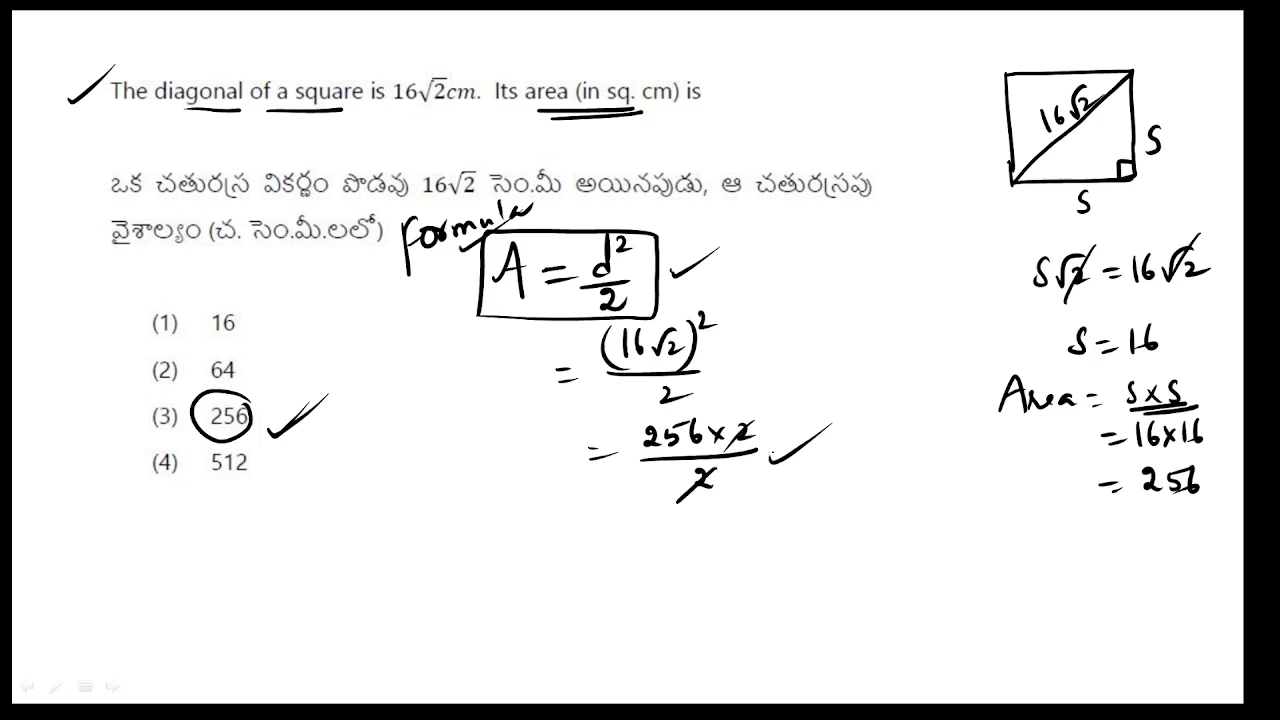 The diagonal of a square is 16√2cm. Its area (in sq. cm) is
ఒక చతురస్ర వికర్ణం పొడవు 16√2 సెం.మీ అయినపుడు, ఆ చతురస్రపు
వైశాల్యం (చ. సెం.మీ.లలో)
(1) 16
(2) 64
(3) 256
(4) 512
formula
A = d²/2
= (16√2)²/2
= 256×2/2
16√2
S
S
S√2 = 16√2
S = 16
Area = S×S
= 16×16
= 256